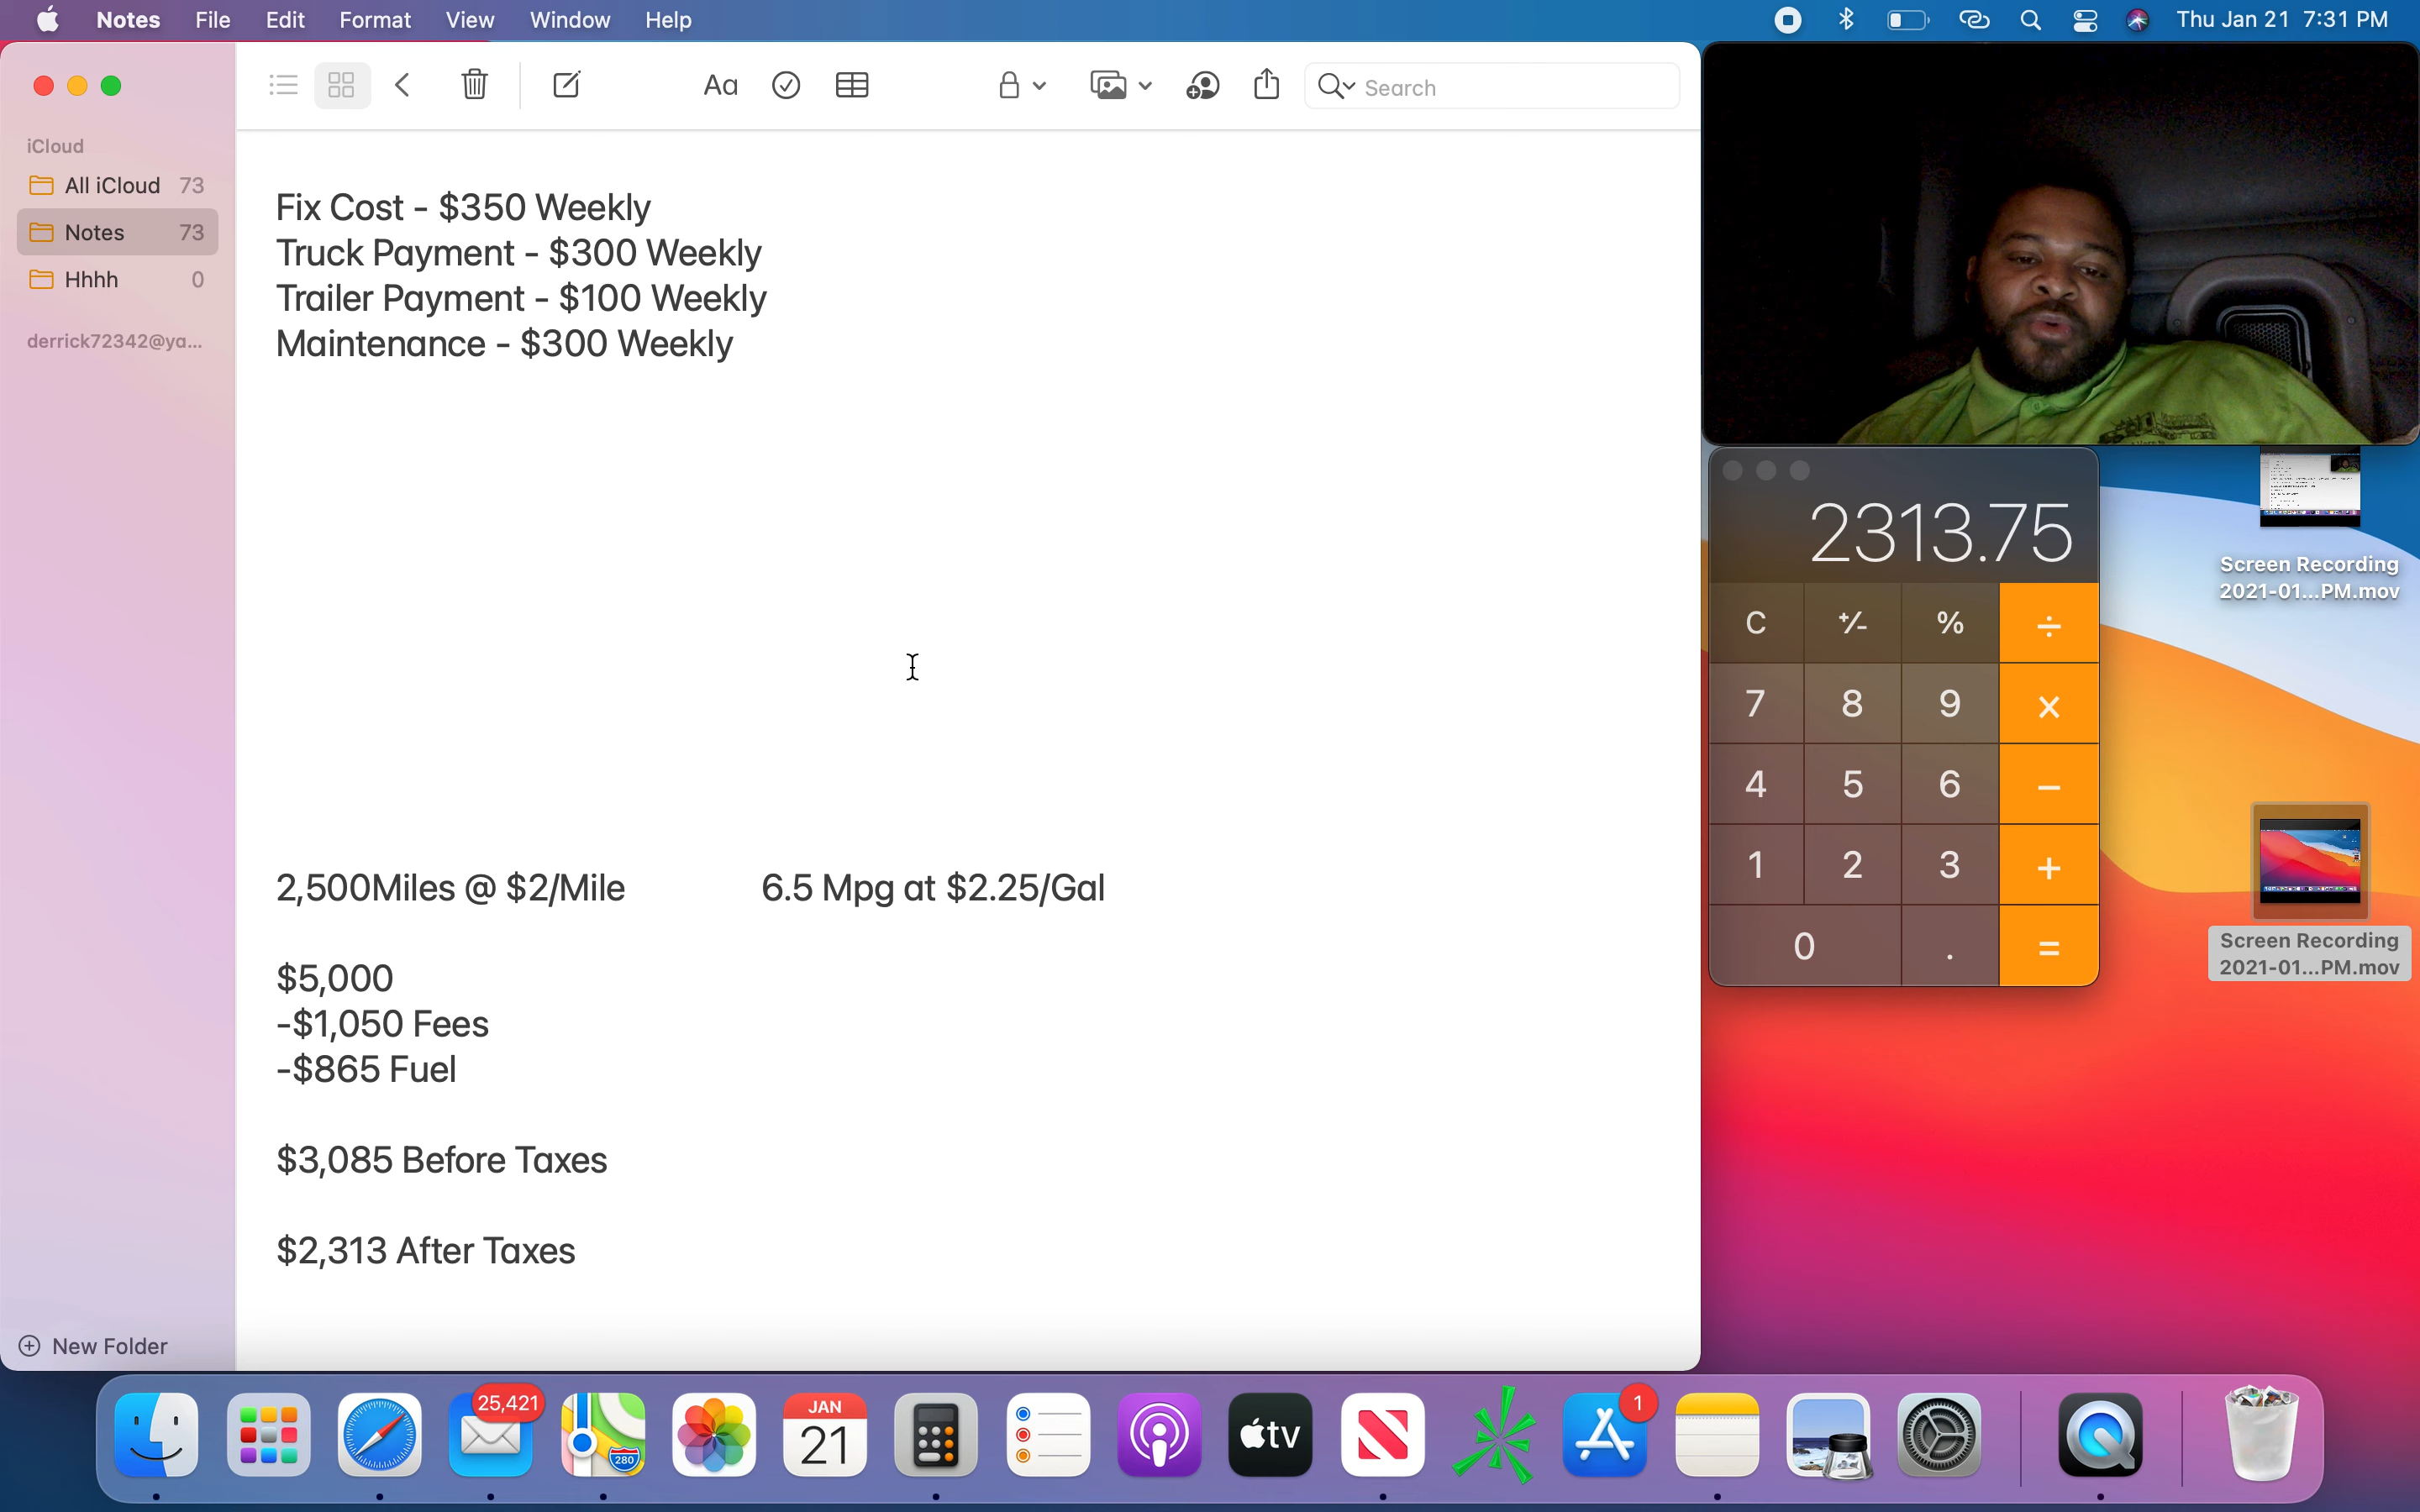 Notes File Edit Format View Window Help
Thu Jan 21 7:31 PM
Aa
Search
iCloud
All iCloud 73
Notes 73
Hhhh 0
derrick72342@ya...
New Folder
Fix Cost - $350 Weekly
Truck Payment - $300 Weekly
Trailer Payment - $100 Weekly
Maintenance - $300 Weekly
2,500Miles @ $2/Mile 6.5 Mpg at $2.25/Gal
$5,000
-$1,050 Fees
-$865 Fuel
$3,085 Before Taxes
$2,313 After Taxes
2313.75
C +/- % ÷
7 8 9 ×
4 5 6 −
1 2 3 +
0 . =
Screen Recording
2021-01...PM.mov
Screen Recording
2021-01...PM.mov
25,421
280
JAN
21
tv
1